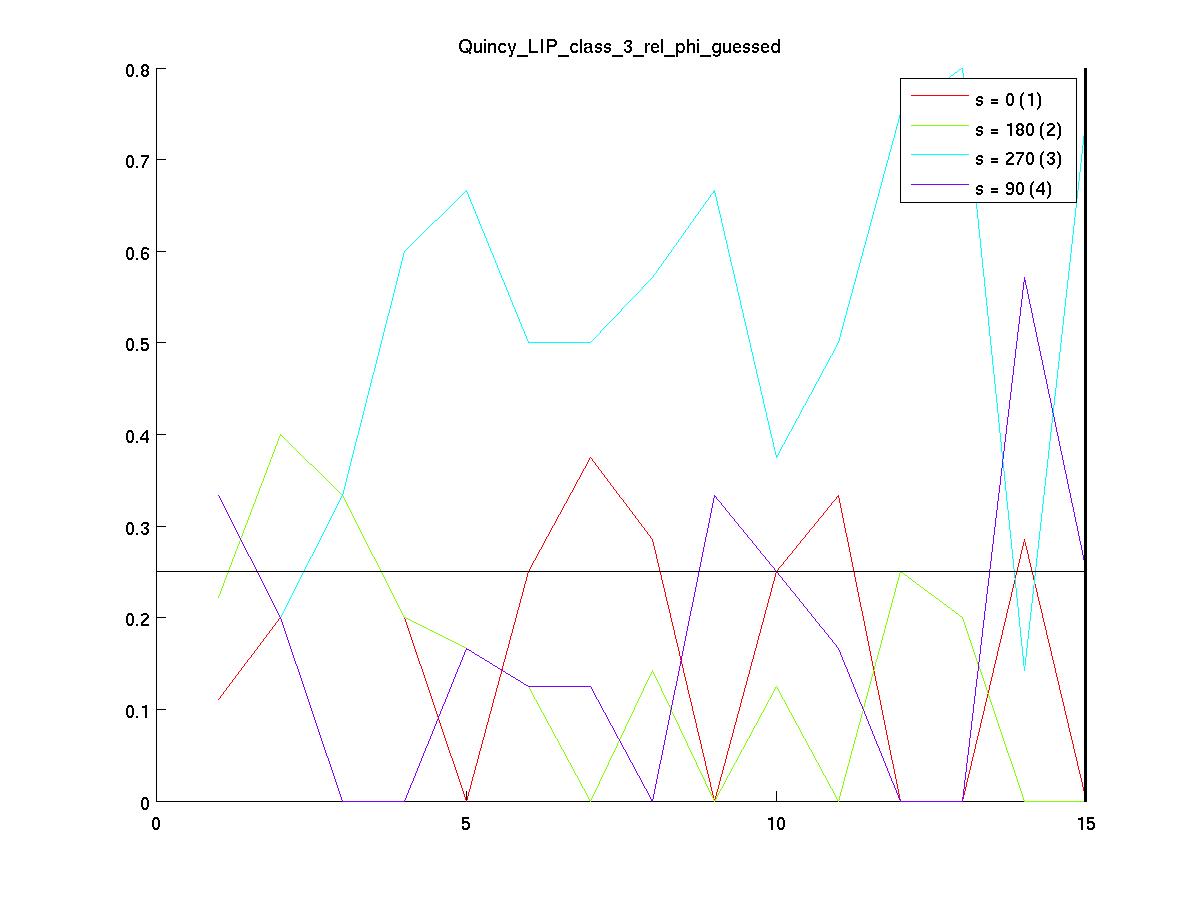 Quincy_LIP_class_3_rel_phi_guessed
0.8
0.7
0.6
0.5
0.4
0.3
0.2
0.1
0
s = 0 (1)
s = 180 (2)
s = 270 (3)
s = 90 (4)
0 5 10 15